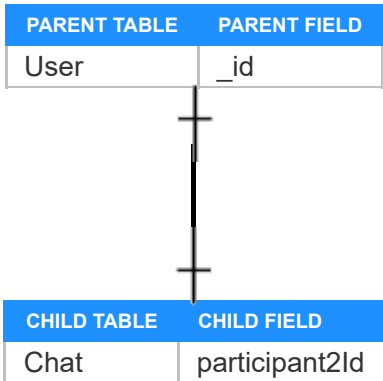 PARENT TABLE PARENT FIELD
User _id
CHILD TABLE CHILD FIELD
Chat participant2Id